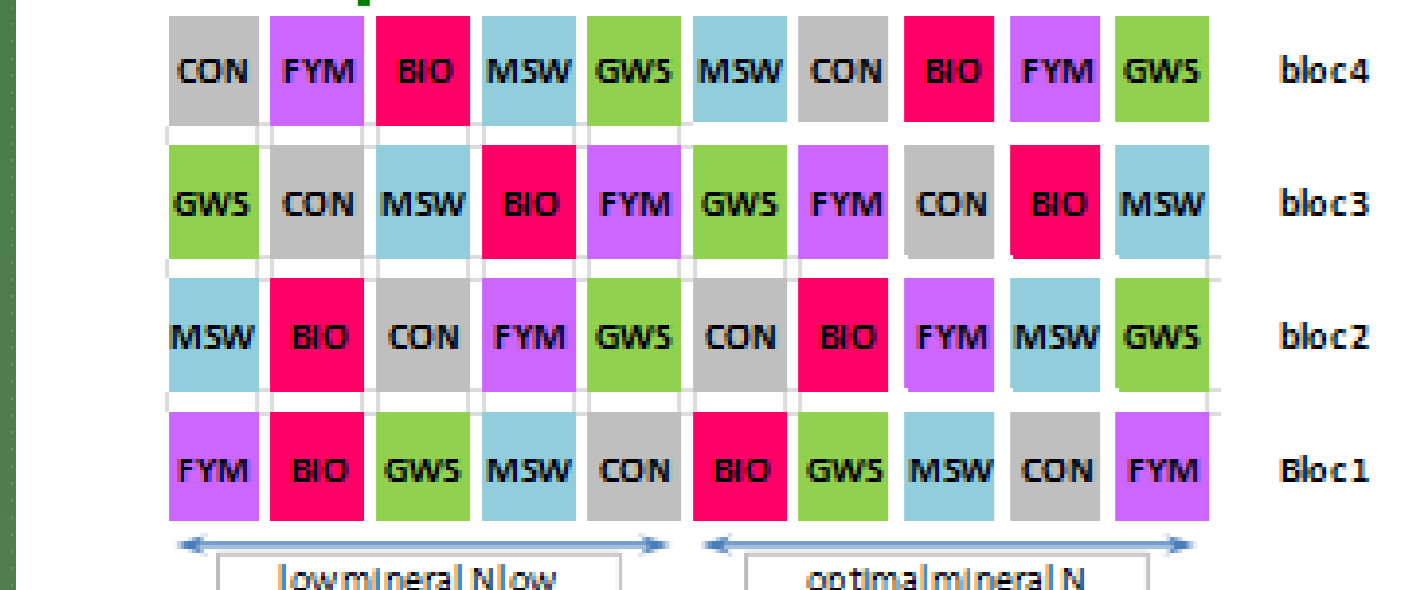 CON FYM BIO MSW GWS MSW CON BIO FYM GWS bloc4
GWS CON MSW BIO FYM GWS FYM CON BIO MSW bloc3
MSW BIO CON FYM GWS CON BIO FYM MSW GWS bloc2
FYM BIO GWS MSW CON BIO GWS MSW CON FYM Bloc1
low mineral N low optimal mineral N